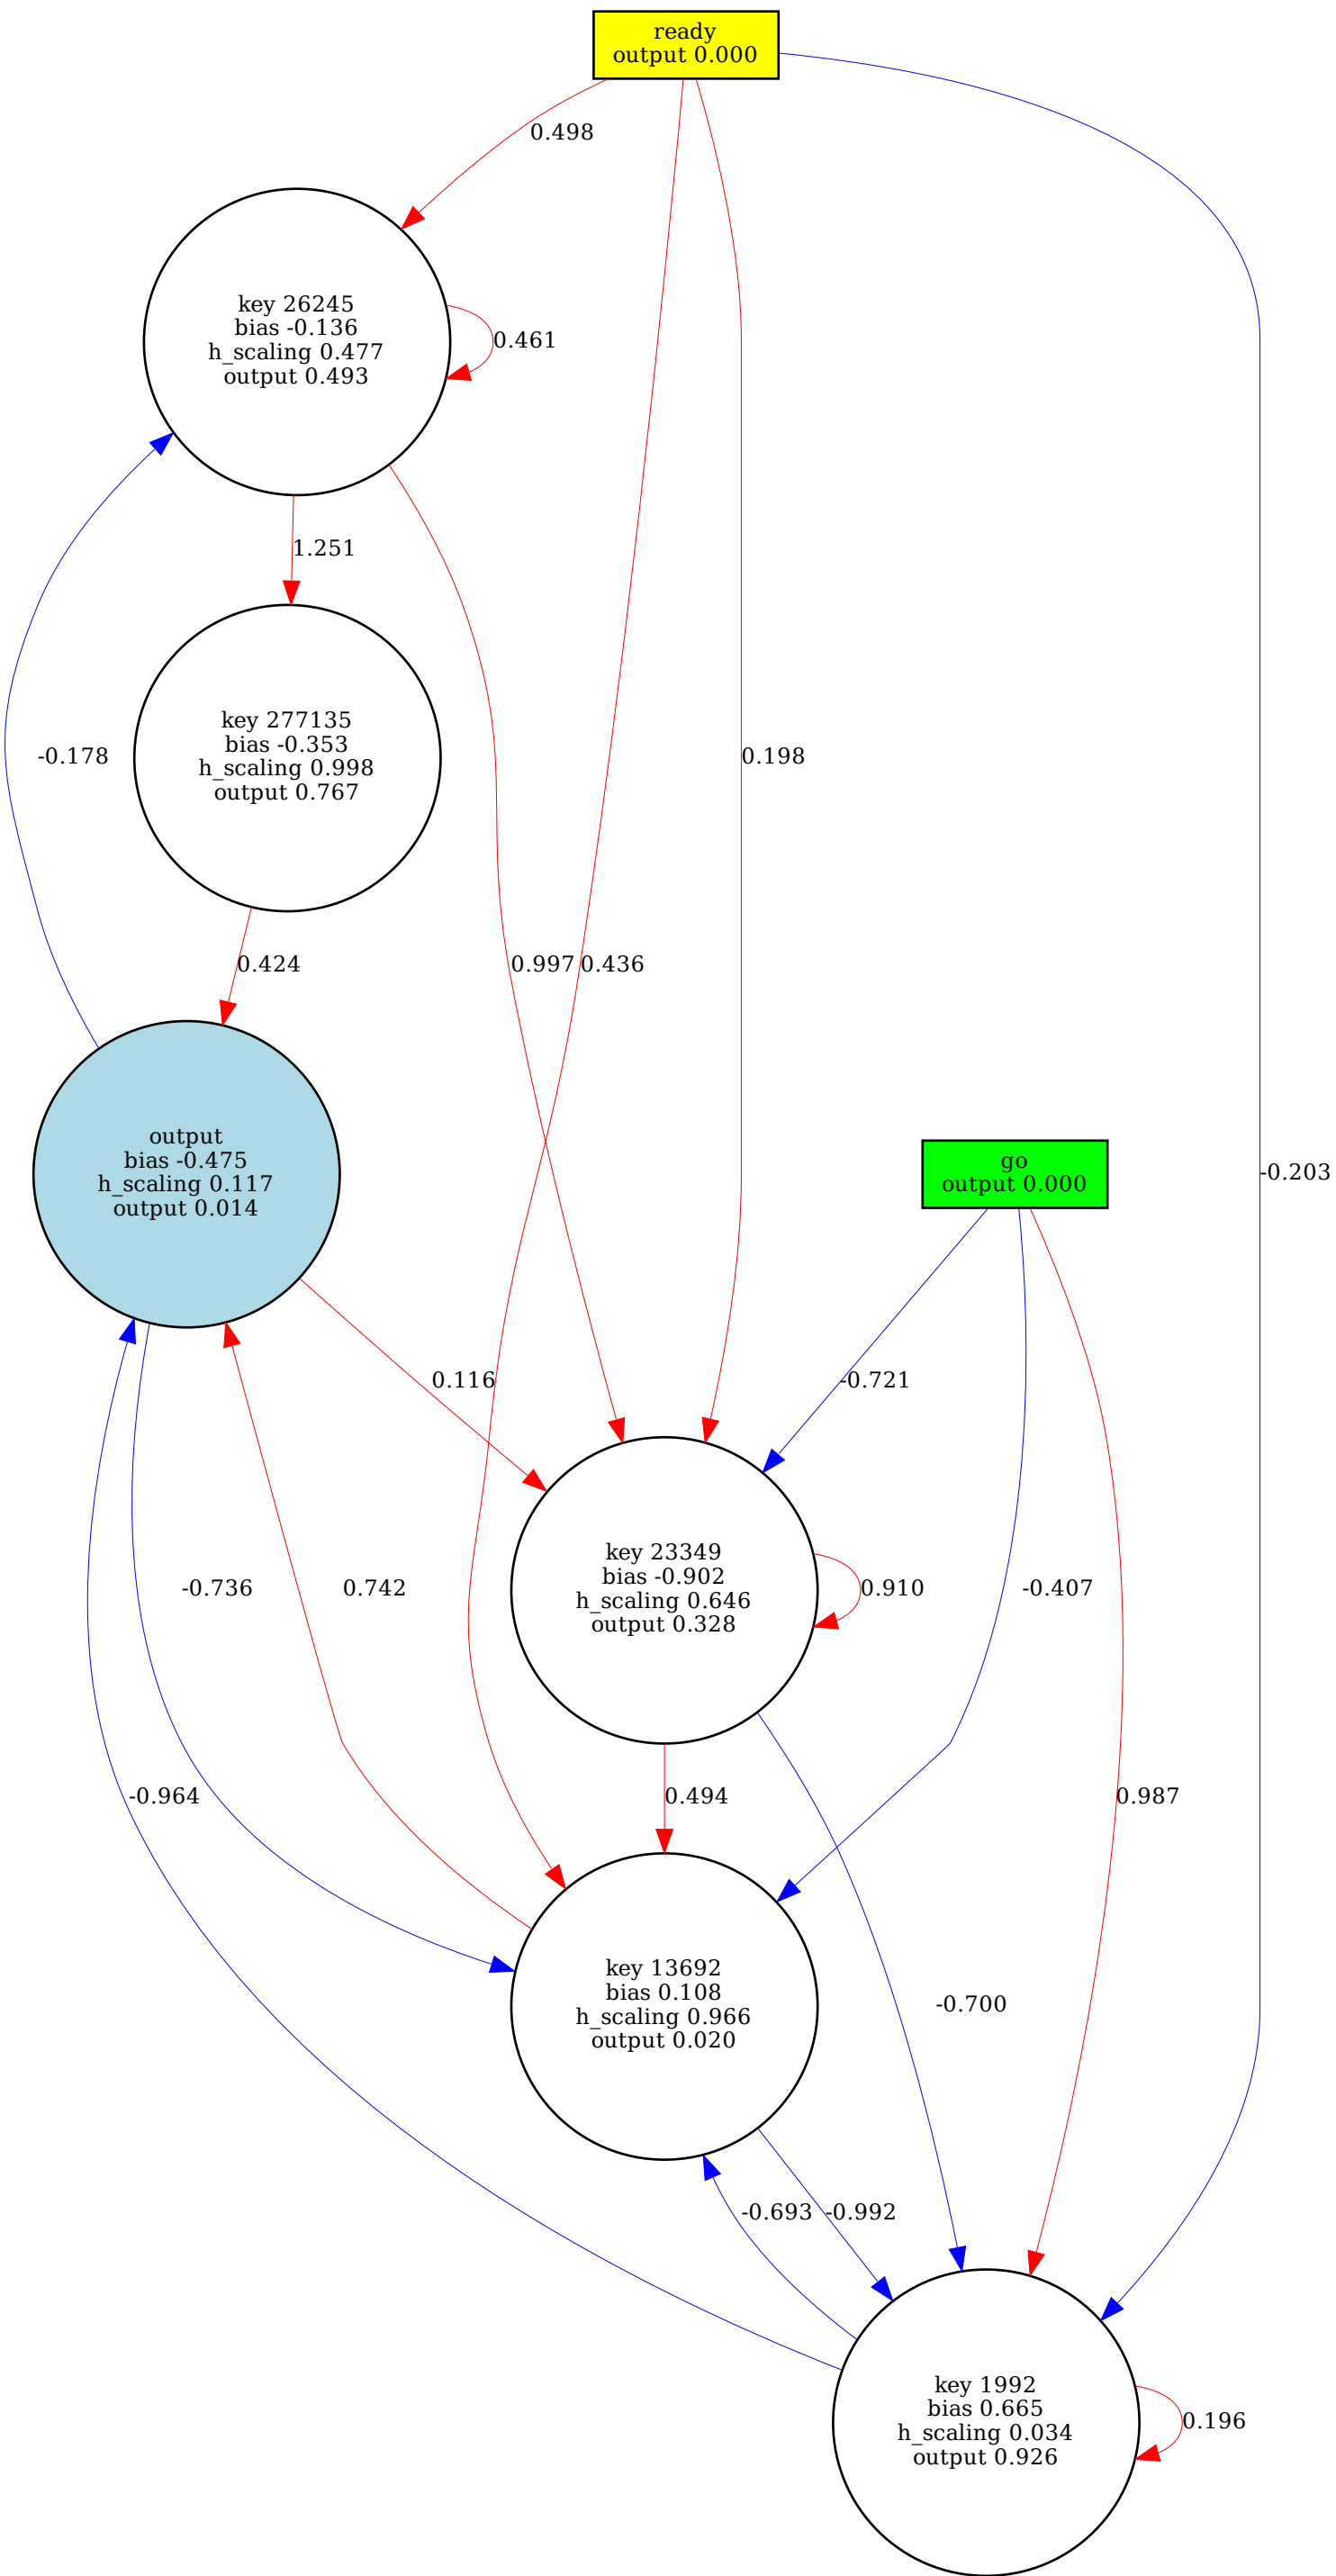 ready
output 0.000
0.498
key 26245
bias -0.136
h_scaling 0.477
output 0.493
0.461
1.251
key 277135
bias -0.353
h_scaling 0.998
output 0.767
-0.178
0.198
0.424
0.997
0.436
output
bias -0.475
h_scaling 0.117
output 0.014
go
output 0.000
-0.203
0.116
-0.721
key 23349
bias -0.902
h_scaling 0.646
output 0.328
-0.736
0.742
0.910
-0.407
-0.964
0.494
0.987
key 13692
bias 0.108
h_scaling 0.966
output 0.020
-0.700
-0.693
-0.992
key 1992
bias 0.665
h_scaling 0.034
output 0.926
0.196